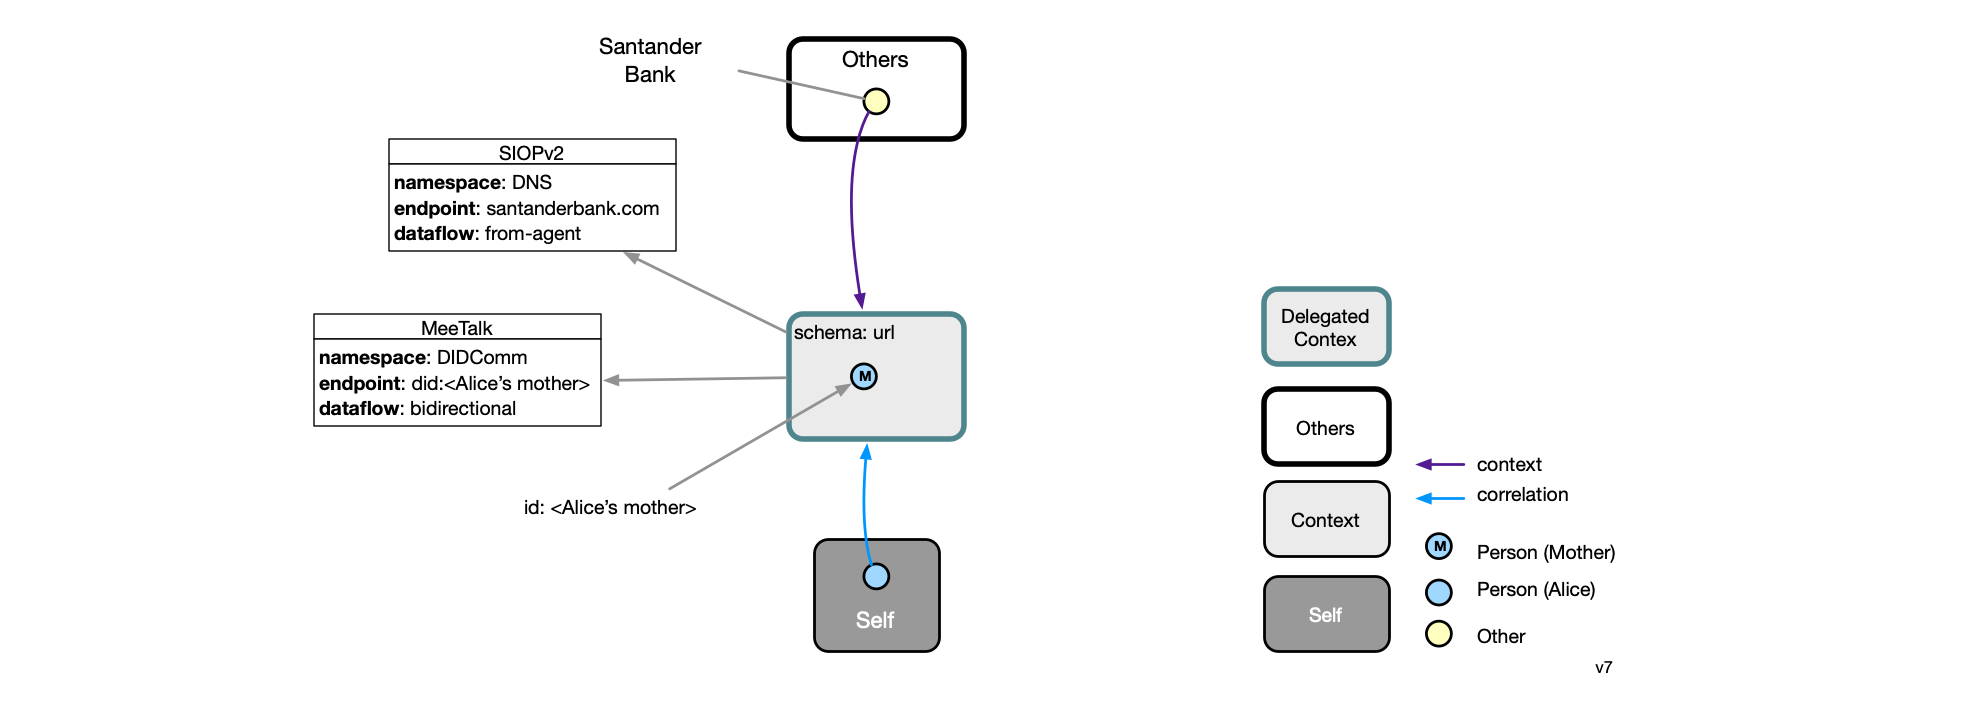 Santander
Bank
Others
SIOPv2
namespace: DNS
endpoint: santanderbank.com
dataflow: from-agent
MeeTalk
namespace: DIDComm
endpoint: did:<Alice’s mother>
dataflow: bidirectional
schema: url
M
id: <Alice’s mother>
Self
Delegated
Contex
Others
context
correlation
Context
M Person (Mother)
Person (Alice)
Self
Other
v7